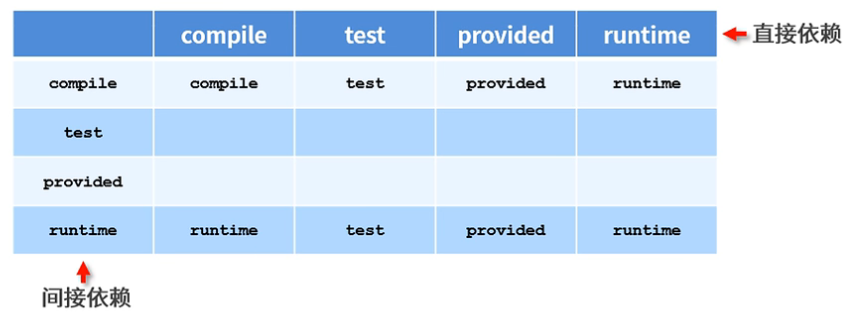 compile test provided runtime 直接依赖
compile compile test provided runtime
test
provided
runtime runtime test provided runtime
间接依赖